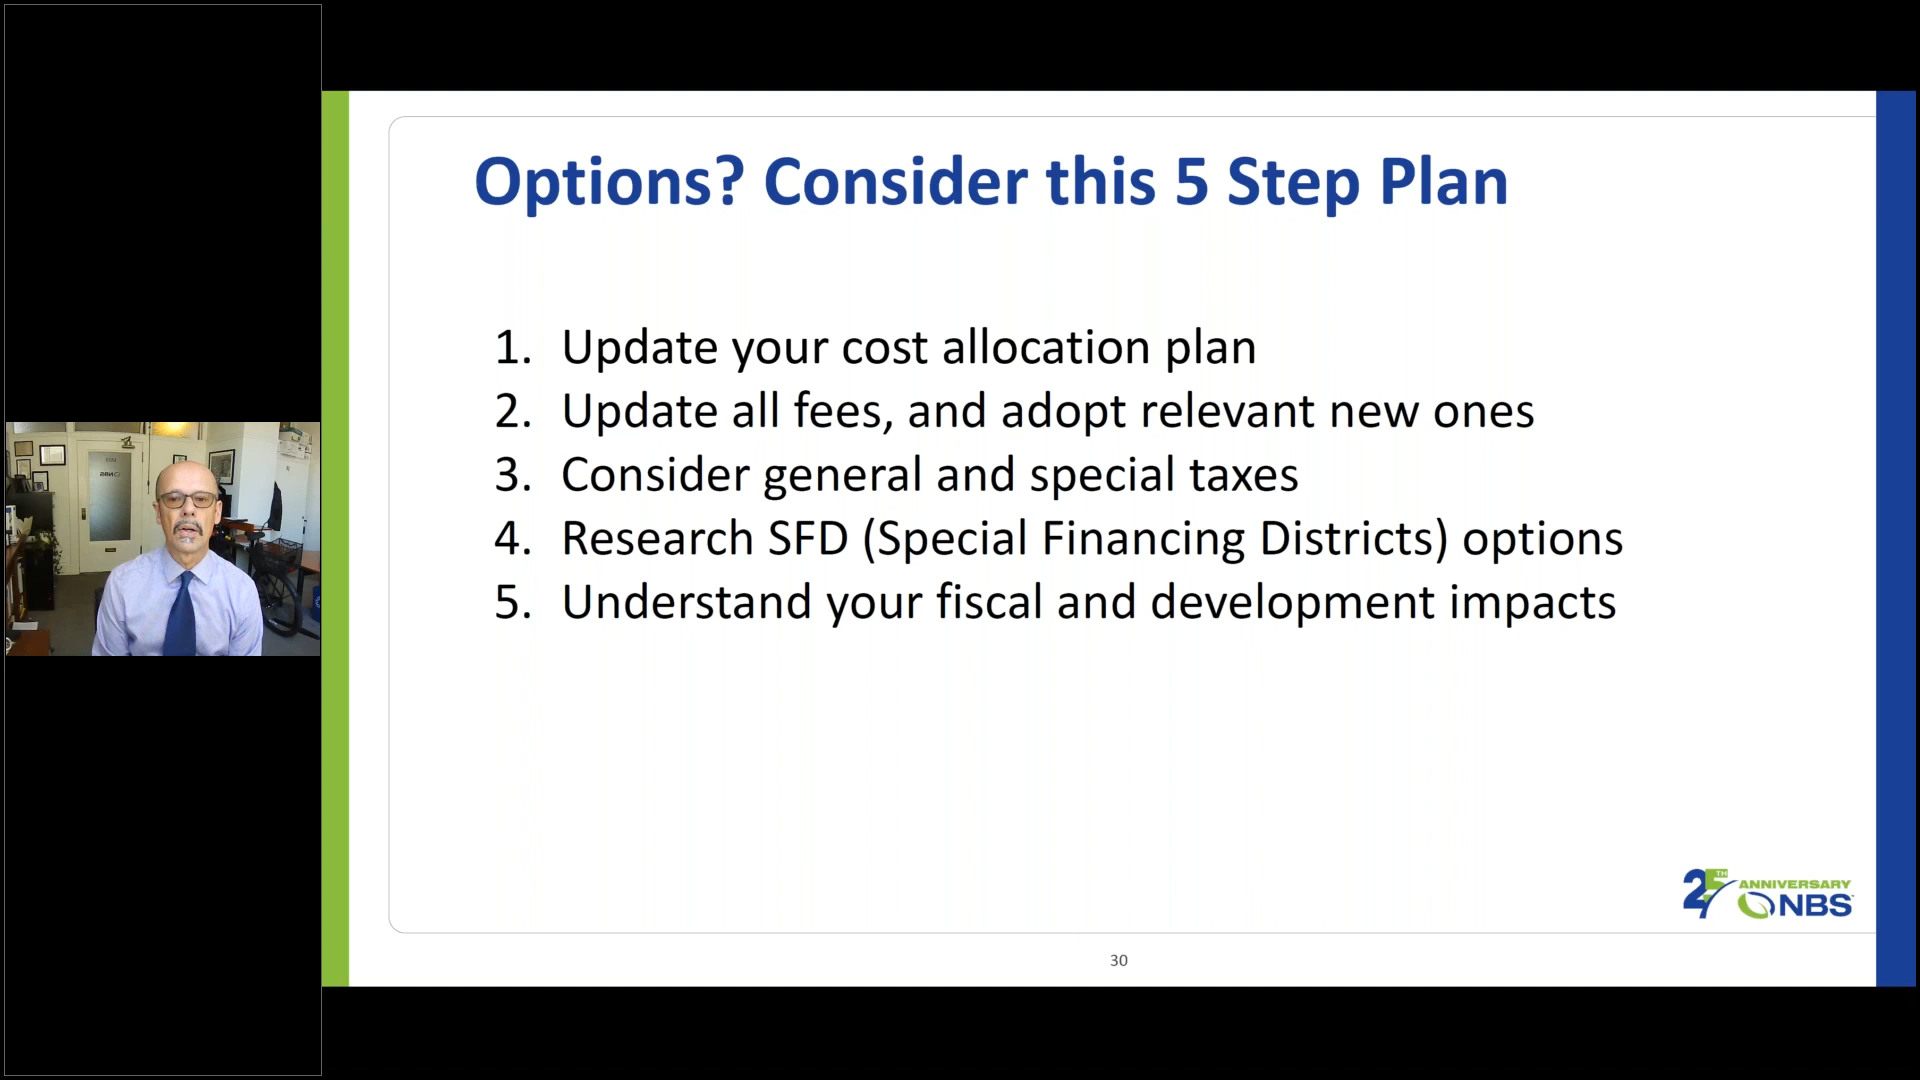 Options? Consider this 5 Step Plan
1. Update your cost allocation plan
2. Update all fees, and adopt relevant new ones
3. Consider general and special taxes
4. Research SFD (Special Financing Districts) options
5. Understand your fiscal and development impacts
25TH ANNIVERSARY
NBS
30